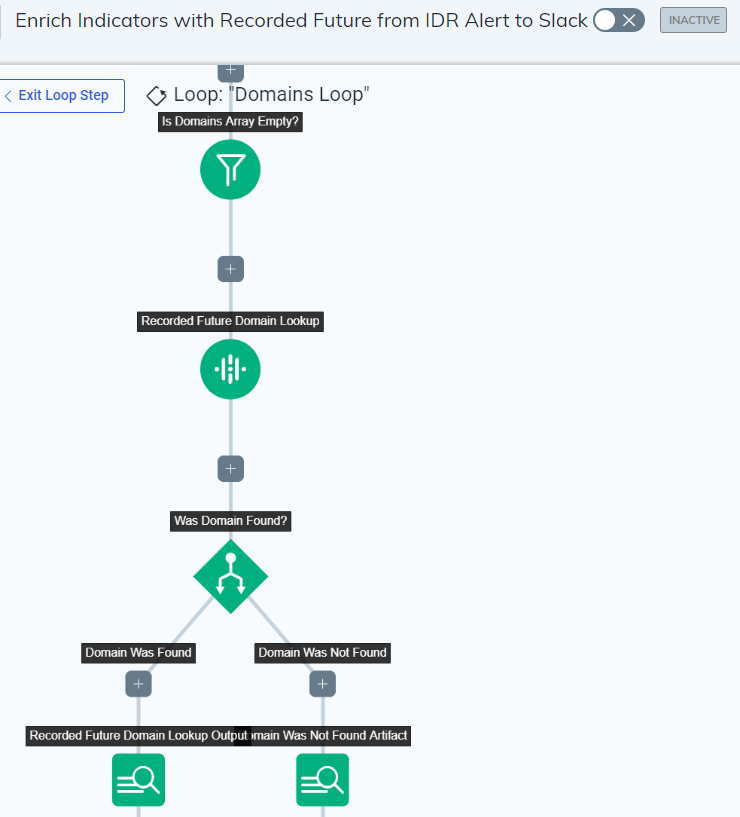 Enrich Indicators with Recorded Future from IDR Alert to Slack
INACTIVE
Exit Loop Step
Loop: "Domains Loop"
Is Domains Array Empty?
Recorded Future Domain Lookup
Was Domain Found?
Domain Was Found
Domain Was Not Found
Recorded Future Domain Lookup Output
Was Not Found Artifact